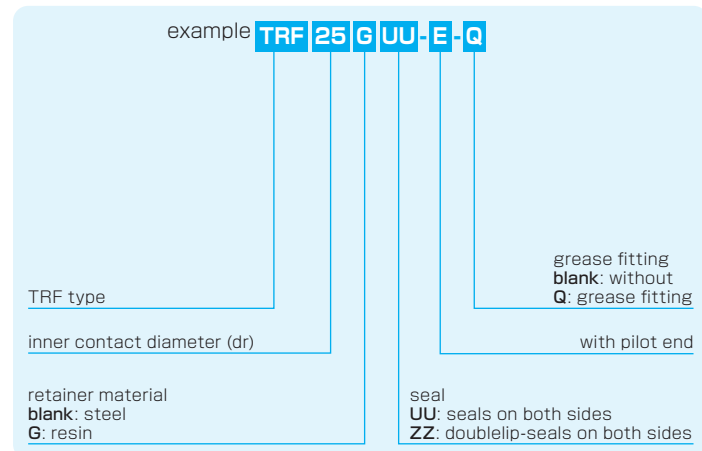 example TRF 25 G UU - E - Q
grease fitting
blank: without
Q: grease fitting
TRF type
inner contact diameter (dr)
with pilot end
retainer material
blank: steel
G: resin
seal
UU: seals on both sides
ZZ: doublelip-seals on both sides